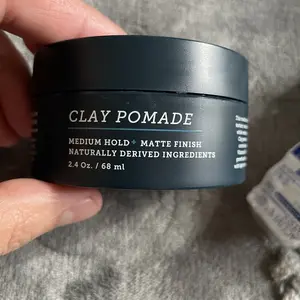 CLAY POMADE
MEDIUM HOLD + MATTE FINISH
NATURALLY DERIVED INGREDIENTS
2.4 Oz. / 68 ml